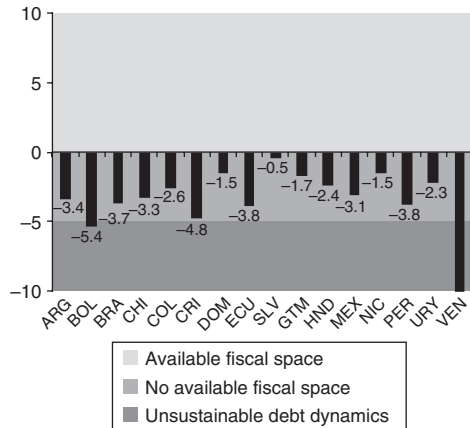 10
5
0
−5
−10
−3.4
−5.4
−3.7
−3.3
−2.6
−4.8
−1.5
−3.8
−0.5
−1.7
−2.4
−3.1
−1.5
−3.8
−2.3
ARG
BOL
BRA
CHI
COL
CRI
DOM
ECU
SLV
GTM
HND
MEX
NIC
PER
URY
VEN
Available fiscal space
No available fiscal space
Unsustainable debt dynamics